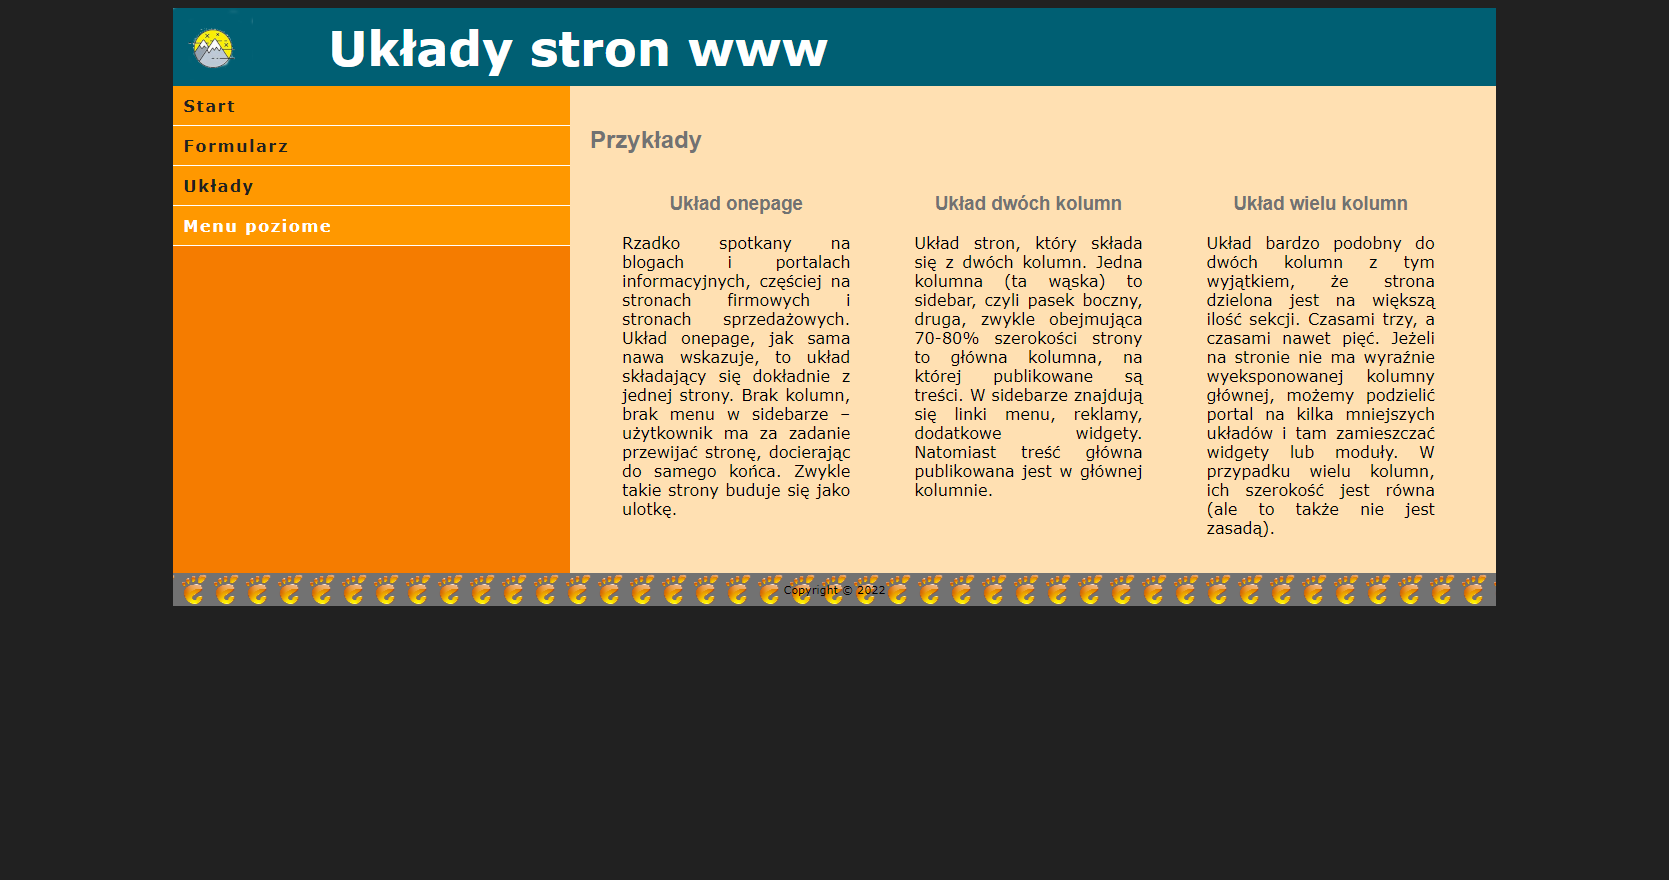 Układy stron www
Start
Formularz
Układy
Menu poziome
Przykłady
Układ onepage
Rzadko spotkany na
blogach i portalach
informacyjnych, częściej na
stronach firmowych i
stronach sprzedażowych.
Układ onepage, jak sama
nawa wskazuje, to układ
składający się dokładnie z
jednej strony. Brak kolumn,
brak menu w sidebarze –
użytkownik ma za zadanie
przewijać stronę, docierając
do samego końca. Zwykle
takie strony buduje się jako
ulotkę.
Układ dwóch kolumn
Układ stron, który składa
się z dwóch kolumn. Jedna
kolumna (ta wąska) to
sidebar, czyli pasek boczny,
druga, zwykle obejmująca
70-80% szerokości strony
to główna kolumna, na
której publikowane są
treści. W sidebarze znajdują
się linki menu, reklamy,
dodatkowe widgety.
Natomiast treść główna
publikowana jest w głównej
kolumnie.
Układ wielu kolumn
Układ bardzo podobny do
dwóch kolumn z tym
wyjątkiem, że strona
dzielona jest na większą
ilość sekcji. Czasami trzy, a
czasami nawet pięć. Jeżeli
na stronie nie ma wyraźnie
wyeksponowanej kolumny
głównej, możemy podzielić
portal na kilka mniejszych
układów i tam zamieszczać
widgety lub moduły. W
przypadku wielu kolumn,
ich szerokość jest równa
(ale to także nie jest
zasadą).
Copyright © 2022